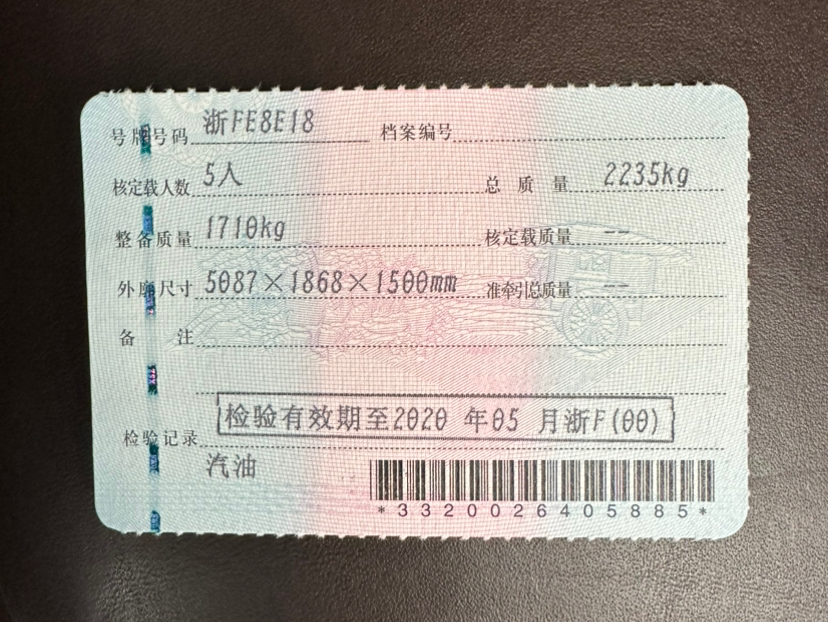 号牌号码 浙FE8E18 档案编号
核定载人数 5人 总质量 2235kg
整备质量 1710kg 核定载质量 --
外廓尺寸 5087×1868×1500mm 准牵引总质量 --
备注
检验有效期至2020 年05 月浙F(00)
检验记录
汽油
*3320026405885*